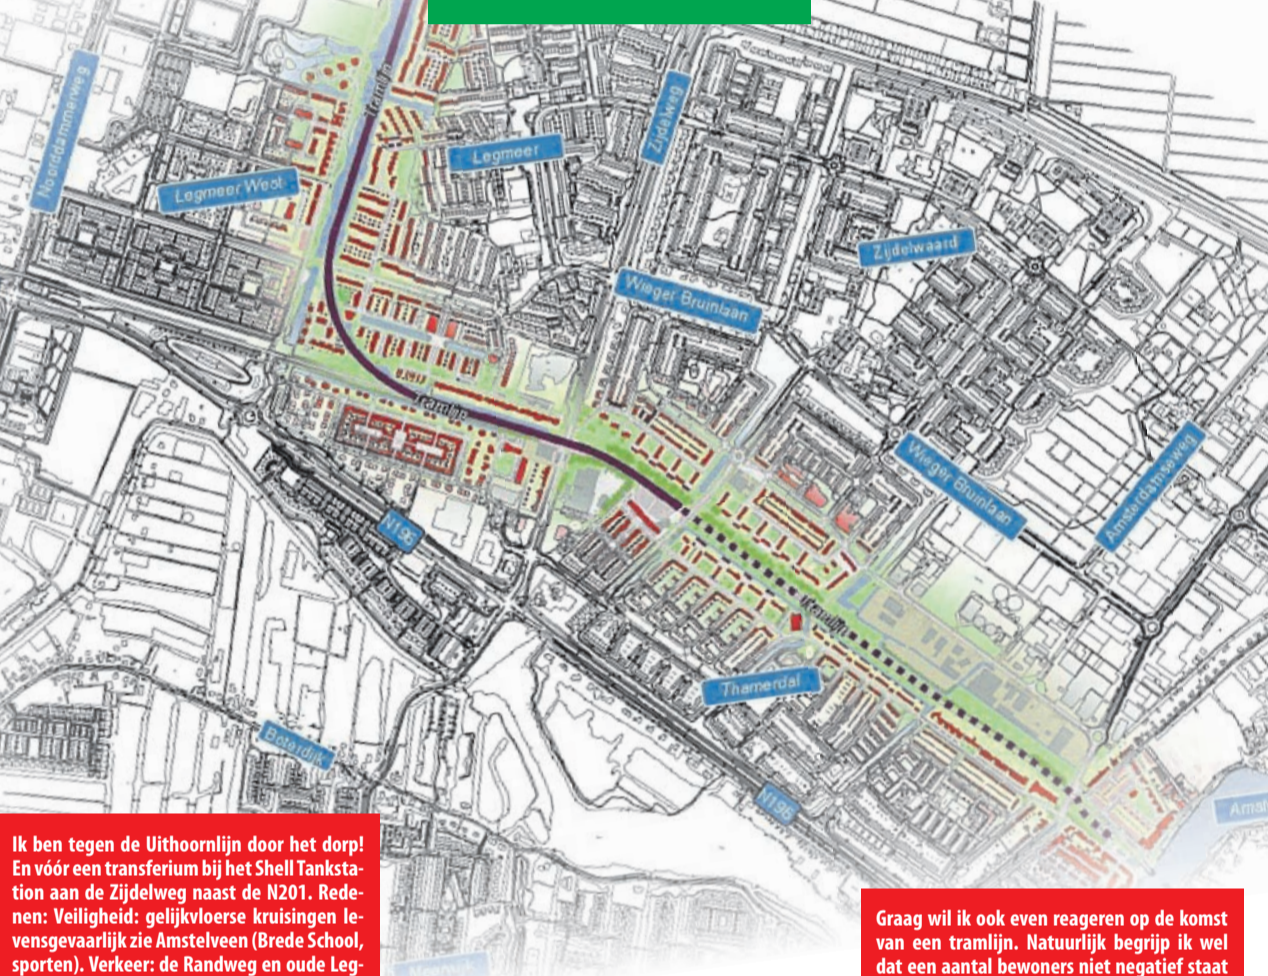 Tramlijn
Noorddammerweg
Zijdelweg
Legmeer
Legmeer West
Zijdelwaard
Wieger Bruinlaan
Tramlijn
Wieger Bruinlaan
Amsterdamseweg
N196
Tramlijn
Thamerdal
Boterdijk
N196
Amst
Ik ben tegen de Uithoornlijn door het dorp!
En vóór een transferium bij het Shell Tanksta-
tion aan de Zijdelweg naast de N201. Rede-
nen: Veiligheid: gelijkvloerse kruisingen le-
vensgevaarlijk zie Amstelveen (Brede School,
sporten). Verkeer: de Randweg en oude Leg-
Graag wil ik ook even reageren op de komst
van een tramlijn. Natuurlijk begrijp ik wel
dat een aantal bewoners niet negatief staat